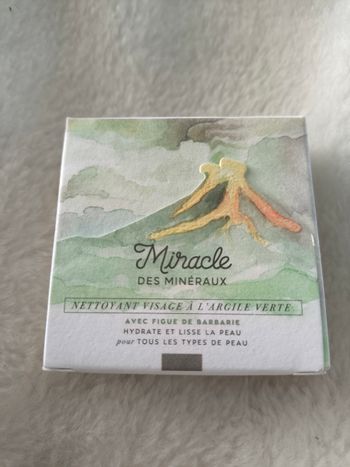 Miracle
DES MINÉRAUX
NETTOYANT VISAGE À L'ARGILE VERTE
AVEC FIGUE DE BARBARIE
HYDRATE ET LISSE LA PEAU
pour TOUS LES TYPES DE PEAU